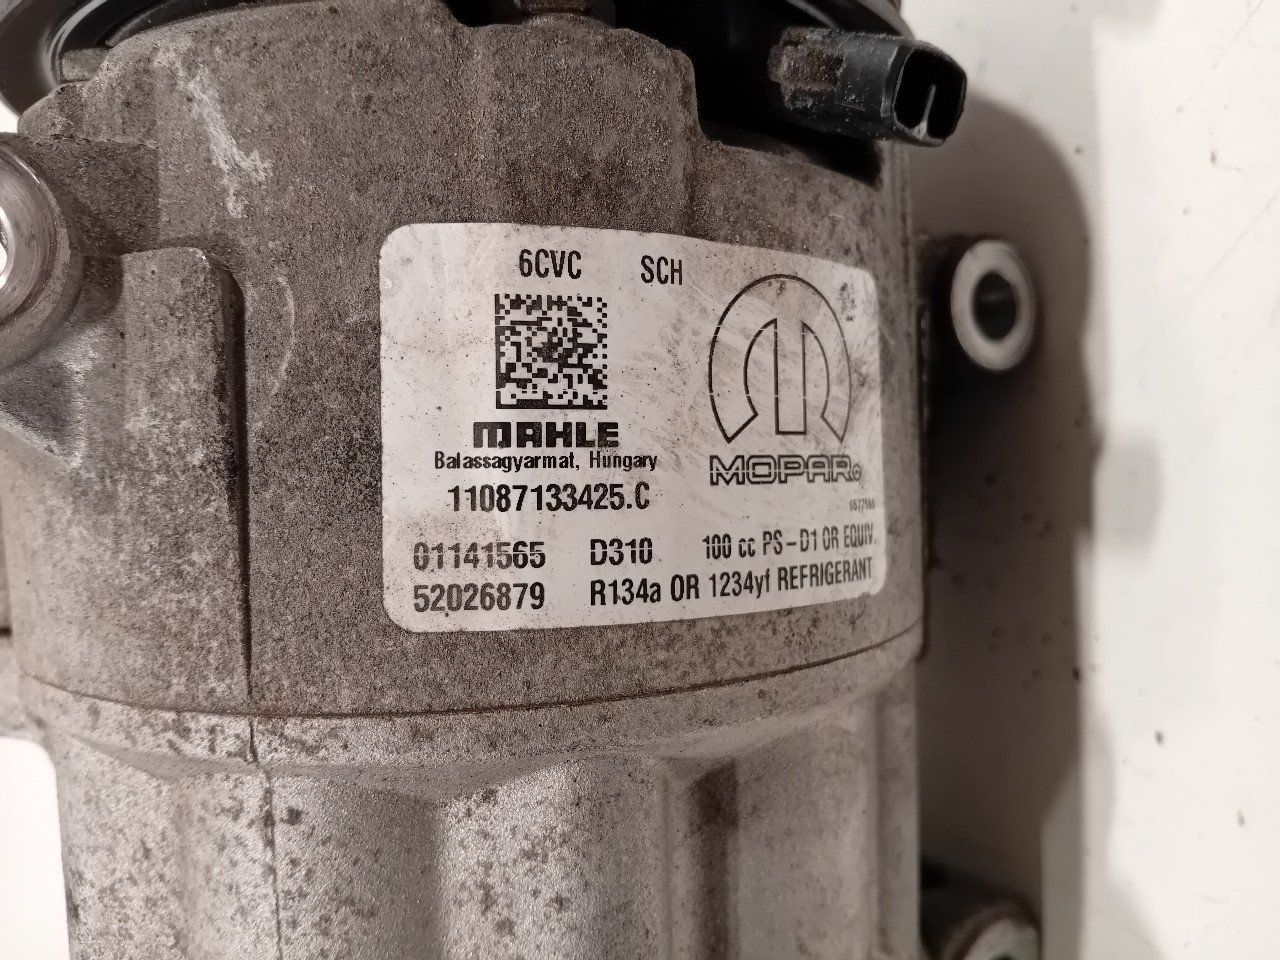 6CVC SCH
MAHLE
Balassagyarmat, Hungary
MOPAR
11087133425.C
01141565 D310 100 cc PS-D1 OR EQUIV.
52026879 R134a OR 1234yf REFRIGERANT